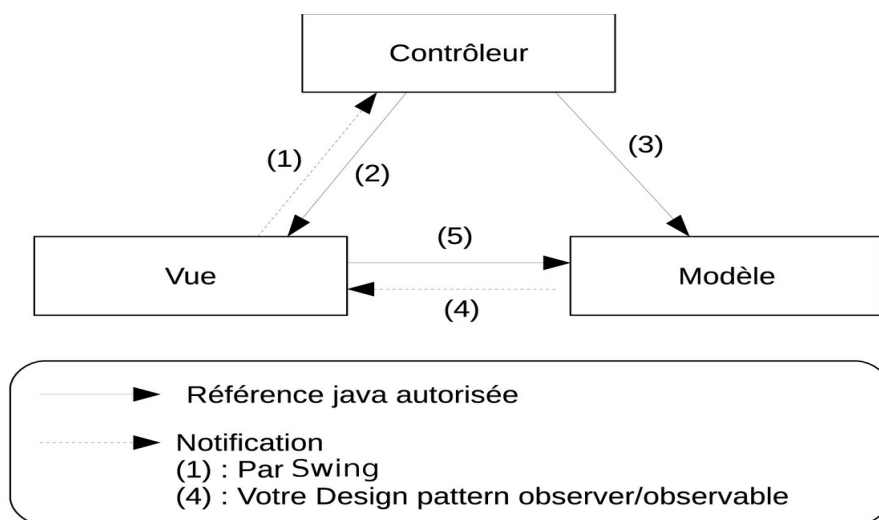 Contrôleur
(1)
(2)
(3)
Vue
(5)
(4)
Modèle
Référence java autorisée
Notification
(1) : Par Swing
(4) : Votre Design pattern observer/observable